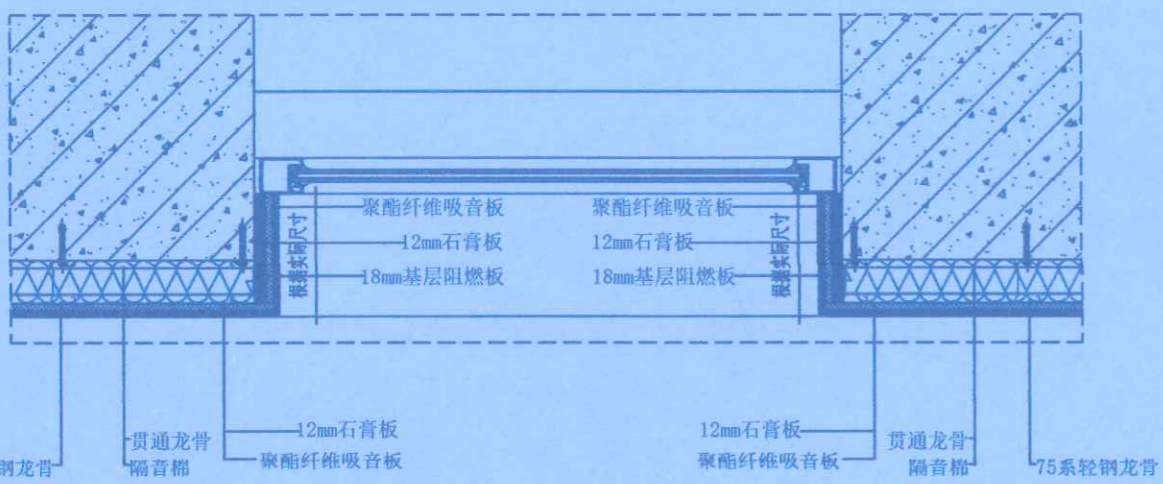 聚酯纤维吸音板
聚酯纤维吸音板
12mm石膏板
12mm石膏板
18mm基层阻燃板
18mm基层阻燃板
根据实际尺寸
根据实际尺寸
12mm石膏板
12mm石膏板
贯通龙骨
贯通龙骨
钢龙骨
隔音棉
聚酯纤维吸音板
聚酯纤维吸音板
隔音棉
75系轻钢龙骨